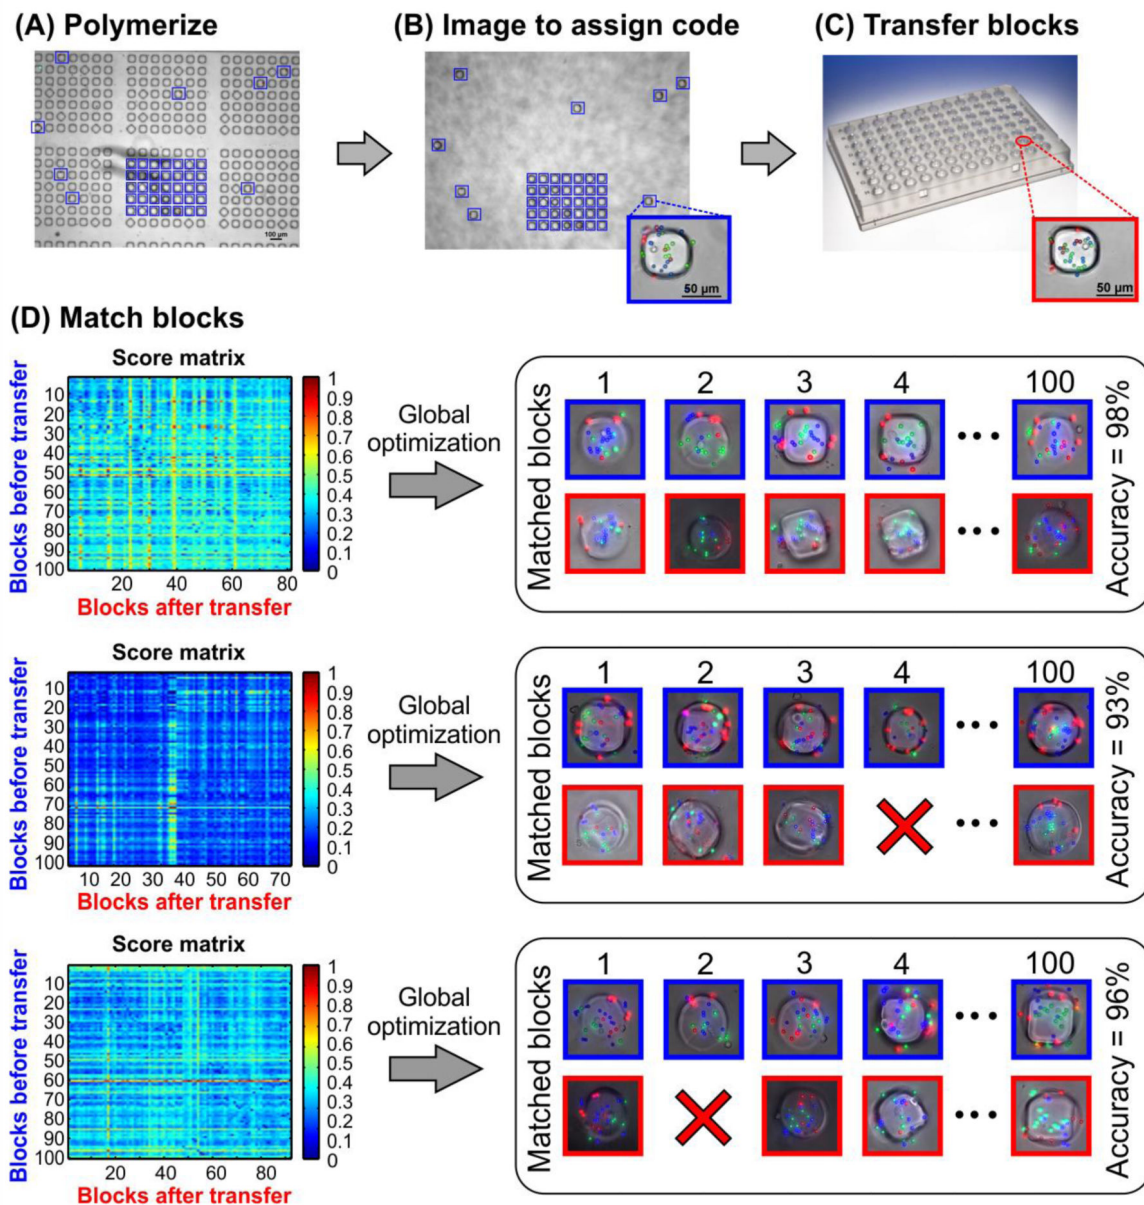 (A) Polymerize
(B) Image to assign code
(C) Transfer blocks
100 µm
50 µm
50 µm
(D) Match blocks
Score matrix
Blocks before transfer
10
20
30
40
50
60
70
80
90
100
20 40 60 80
Blocks after transfer
1
0.9
0.8
0.7
0.6
0.5
0.4
0.3
0.2
0.1
0
Global
optimization
Matched blocks
1 2 3 4 ••• 100
•••
Accuracy = 98%
Score matrix
Blocks before transfer
10
20
30
40
50
60
70
80
90
100
10 20 30 40 50 60 70
Blocks after transfer
1
0.9
0.8
0.7
0.6
0.5
0.4
0.3
0.2
0.1
0
Global
optimization
Matched blocks
1 2 3 4 ••• 100
•••
Accuracy = 93%
Score matrix
Blocks before transfer
10
20
30
40
50
60
70
80
90
100
20 40 60 80
Blocks after transfer
1
0.9
0.8
0.7
0.6
0.5
0.4
0.3
0.2
0.1
0
Global
optimization
Matched blocks
1 2 3 4 ••• 100
•••
Accuracy = 96%